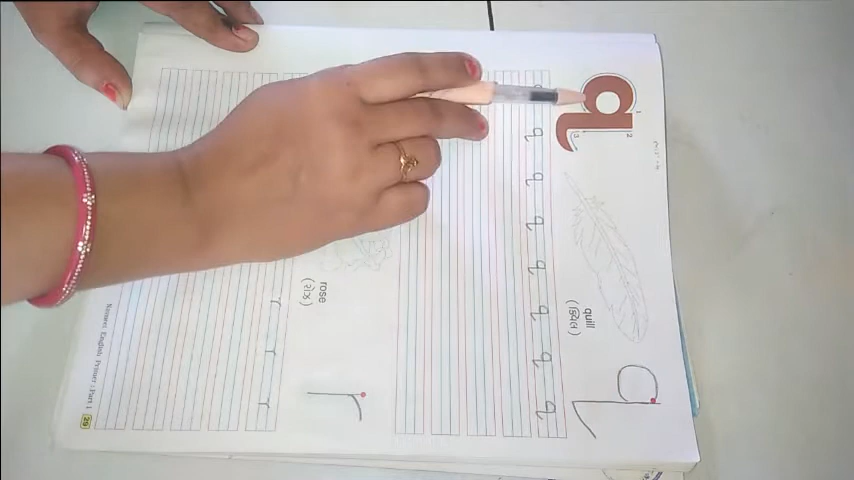 q
quill
(ક્વિલ)
q
q q q q q q q
rose
(રોઝ)
r
r r r
Navneet English Primer : Part 1 29